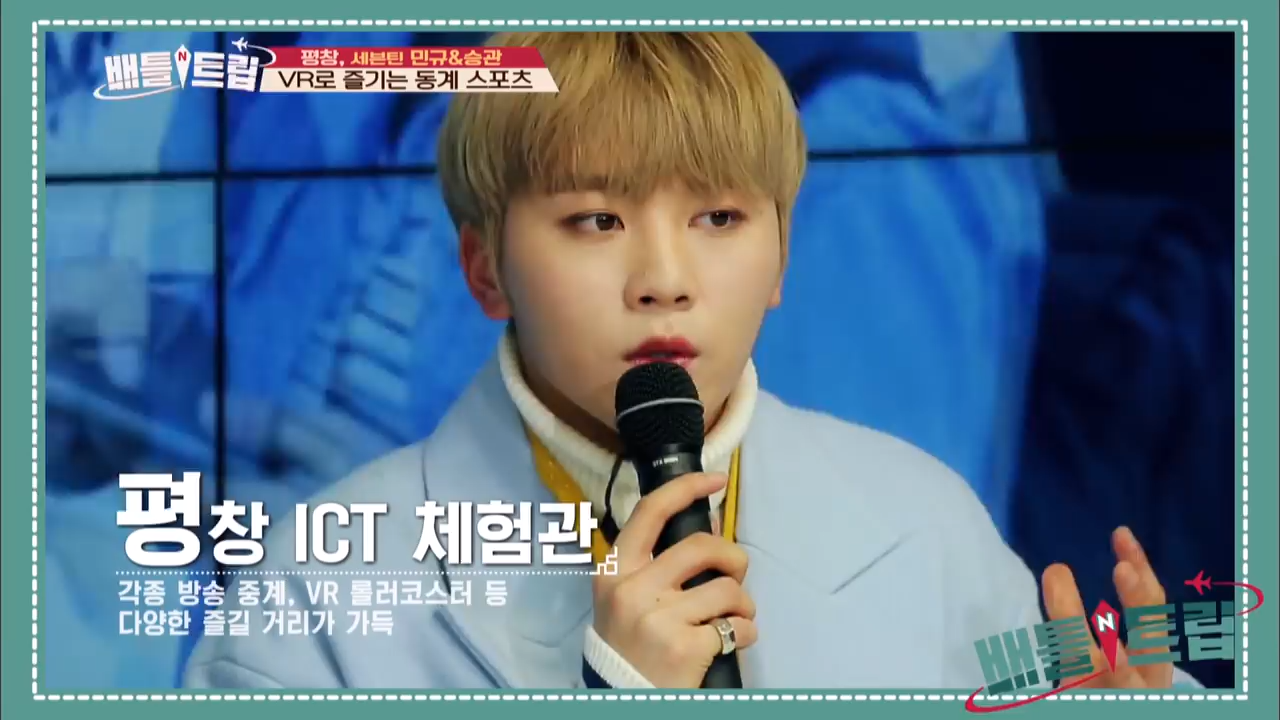 배틀트립
평창, 세븐틴 민규&승관
VR로 즐기는 동계 스포츠
평창 ICT 체험관
각종 방송 중계, VR 롤러코스터 등
다양한 즐길 거리가 가득
N 배틀트립